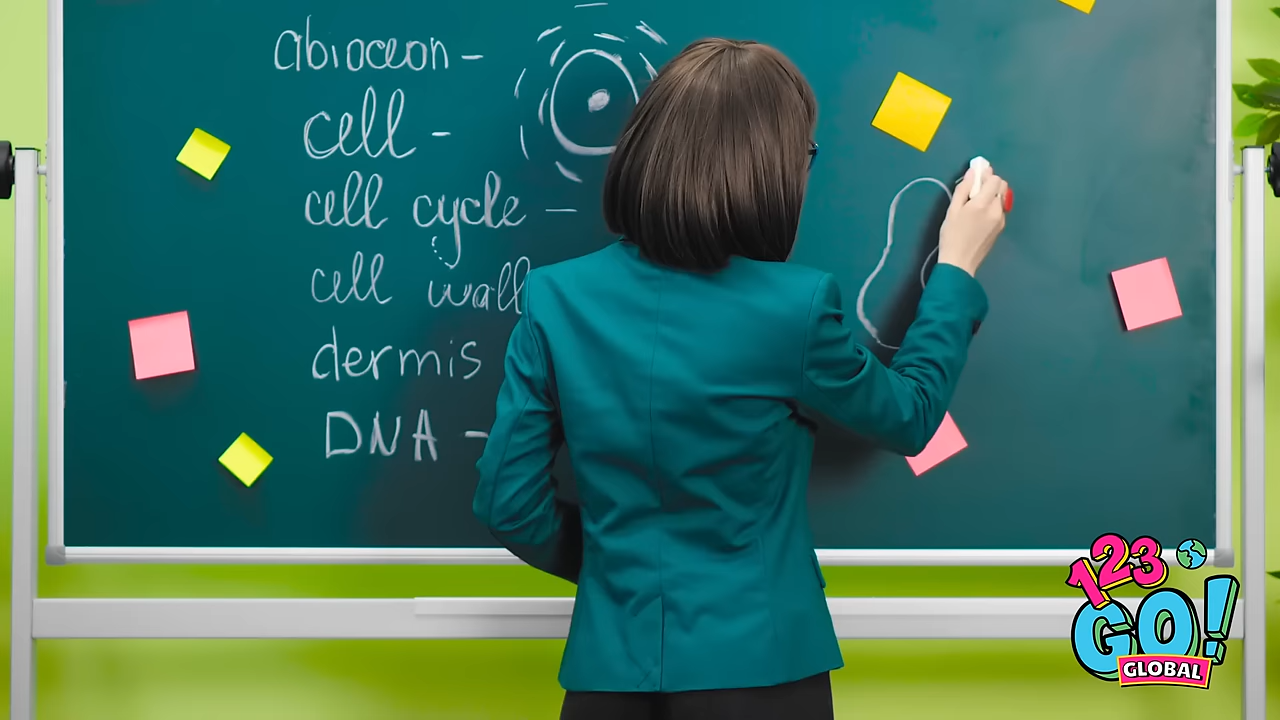 abioceon -
cell -
cell cycle -
cell wall
dermis
DNA -
123
GO!
GLOBAL